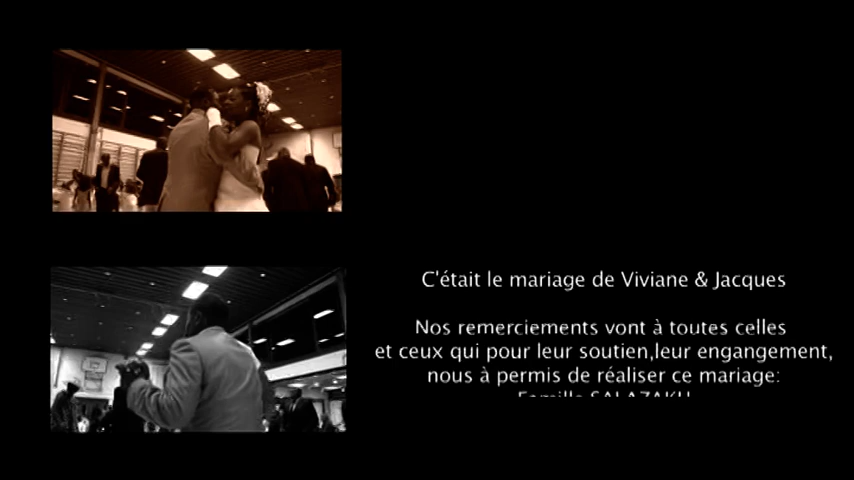 C'était le mariage de Viviane & Jacques
Nos remerciements vont à toutes celles
et ceux qui pour leur soutien,leur engangement,
nous à permis de réaliser ce mariage: